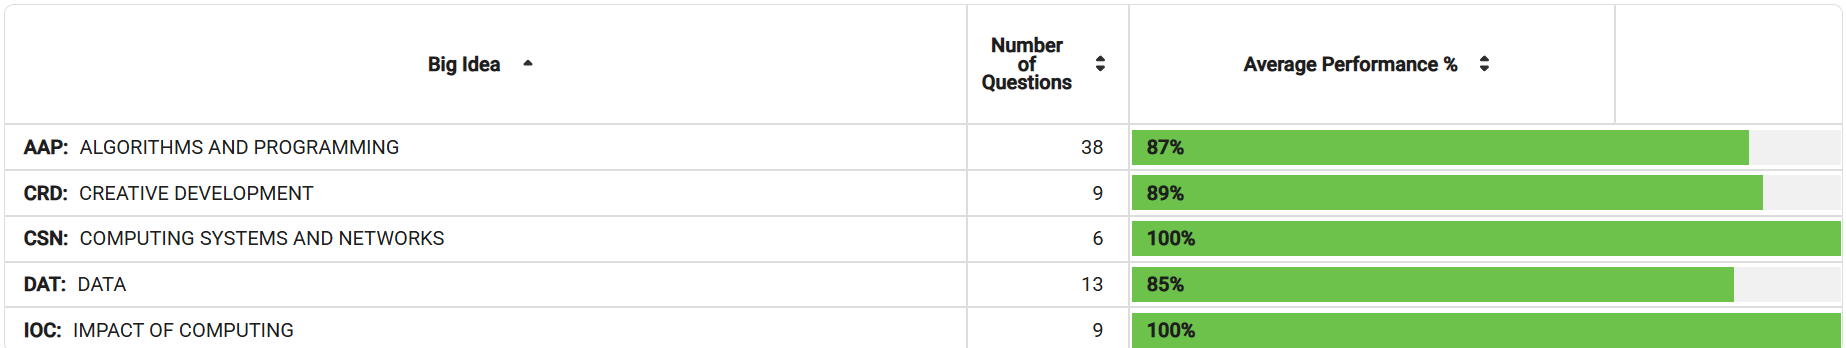 Big Idea
Number
of
Questions
Average Performance %
AAP: ALGORITHMS AND PROGRAMMING 38 87%
CRD: CREATIVE DEVELOPMENT 9 89%
CSN: COMPUTING SYSTEMS AND NETWORKS 6 100%
DAT: DATA 13 85%
IOC: IMPACT OF COMPUTING 9 100%